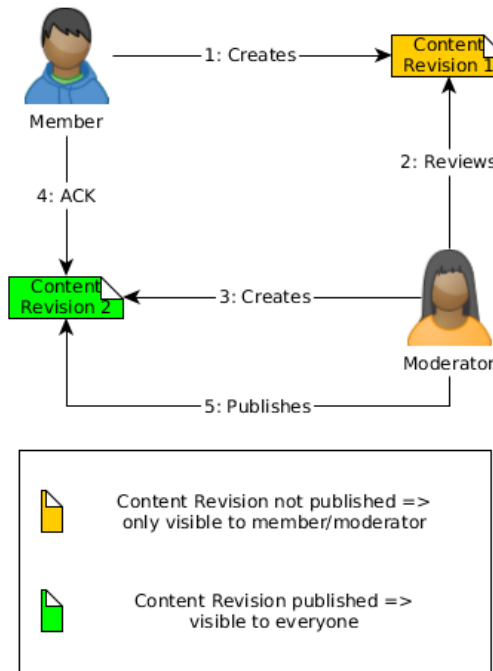 Content
Revision 1
1: Creates
Member
2: Reviews
4: ACK
Content
Revision 2
3: Creates
Moderator
5: Publishes
Content Revision not published =>
only visible to member/moderator
Content Revision published =>
visible to everyone